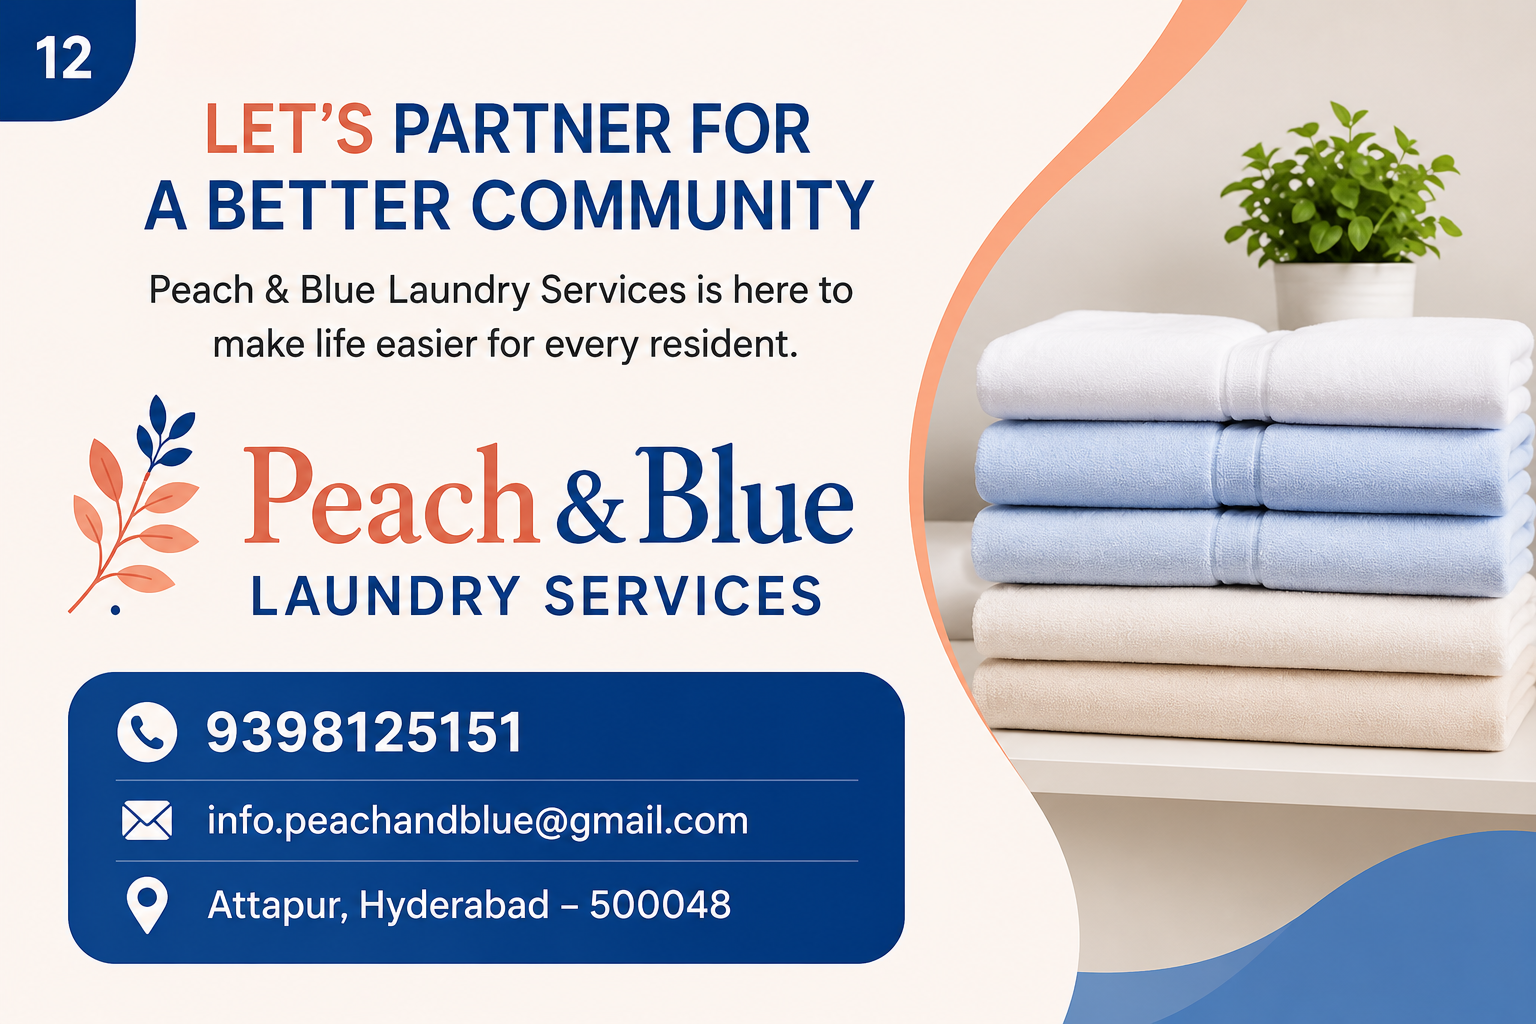 12
LET’S PARTNER FOR
A BETTER COMMUNITY
Peach & Blue Laundry Services is here to
make life easier for every resident.
Peach & Blue
LAUNDRY SERVICES
9398125151
info.peachandblue@gmail.com
Attapur, Hyderabad – 500048